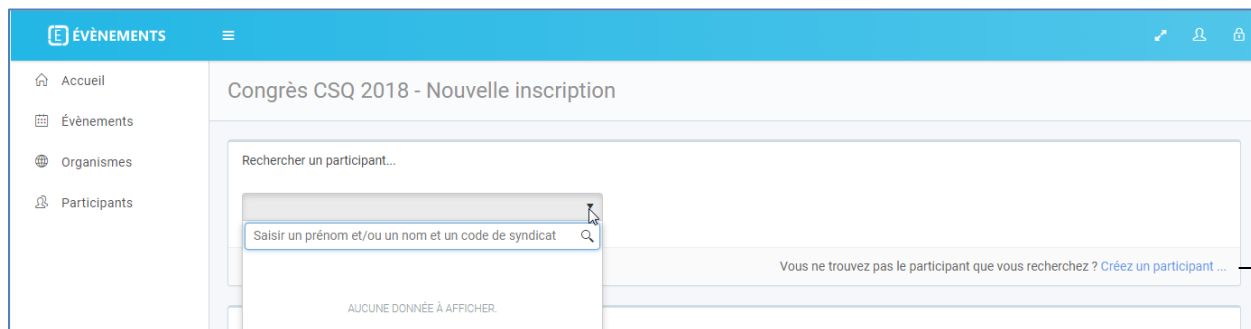 [E] ÉVÈNEMENTS
Accueil
Évènements
Organismes
Participants
Congrès CSQ 2018 - Nouvelle inscription
Rechercher un participant...
Saisir un prénom et/ou un nom et un code de syndicat
Vous ne trouvez pas le participant que vous recherchez ? Créez un participant ...
AUCUNE DONNÉE À AFFICHER.